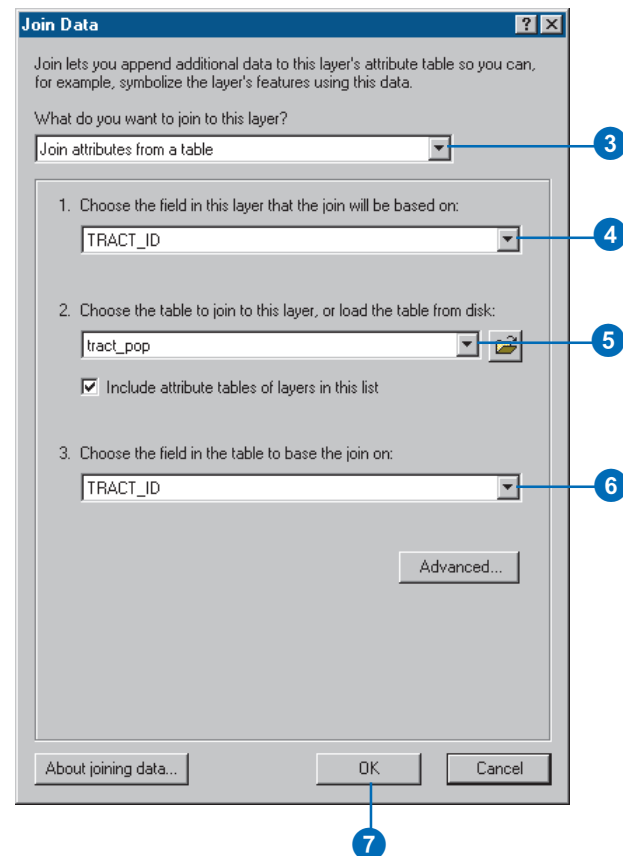 Join Data
Join lets you append additional data to this layer's attribute table so you can,
for example, symbolize the layer's features using this data.
What do you want to join to this layer?
Join attributes from a table
3
1. Choose the field in this layer that the join will be based on:
TRACT_ID
4
2. Choose the table to join to this layer, or load the table from disk:
tract_pop
5
Include attribute tables of layers in this list
3. Choose the field in the table to base the join on:
TRACT_ID
6
Advanced...
About joining data...
OK
Cancel
7